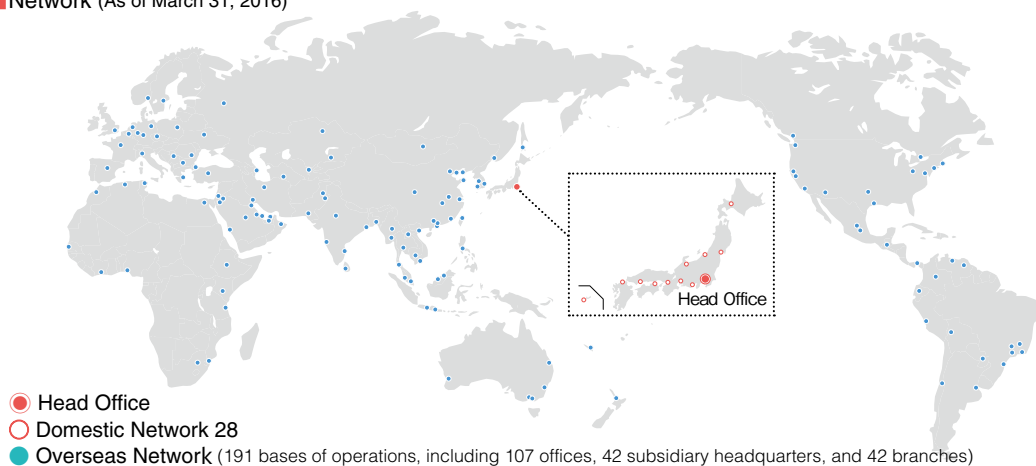 Network (As of March 31, 2016)
Head Office
Head Office
Domestic Network 28
Overseas Network (191 bases of operations, including 107 offices, 42 subsidiary headquarters, and 42 branches)